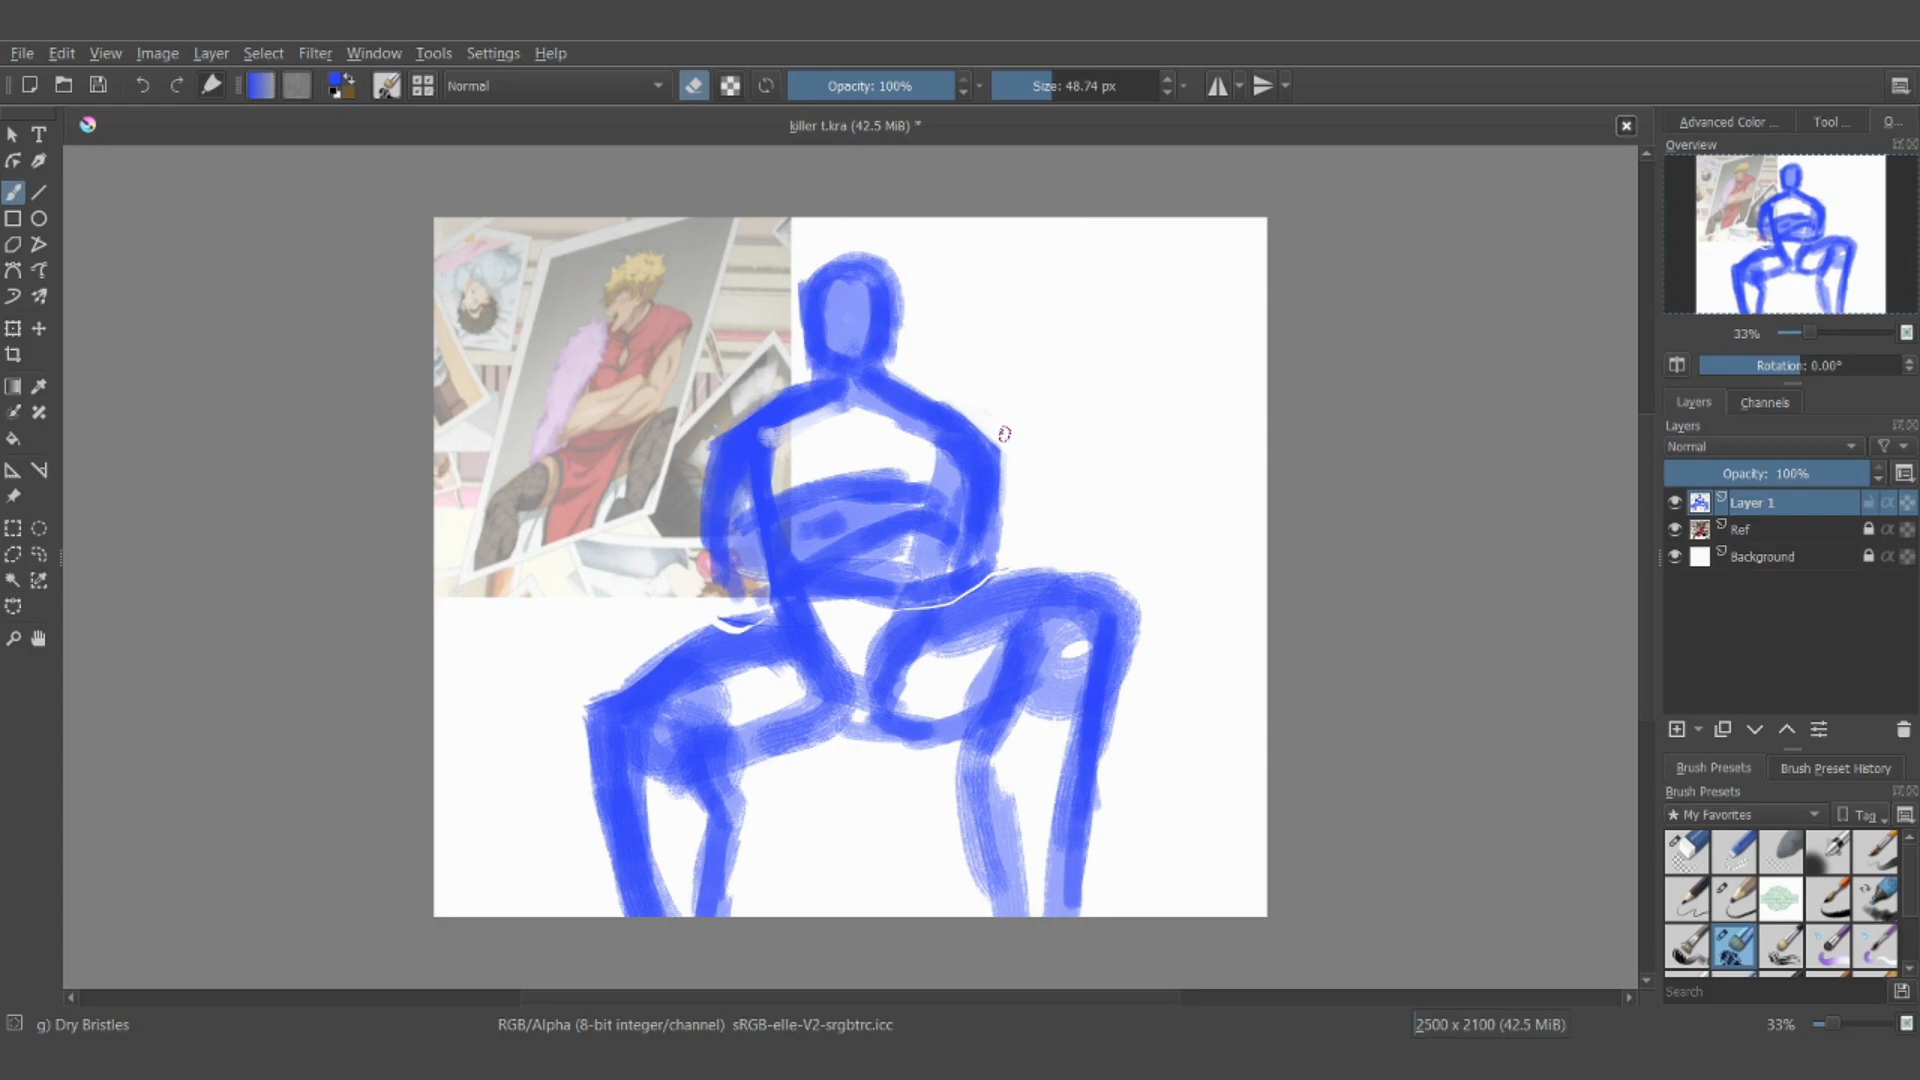 File Edit View Image Layer Select Filter Window Tools Settings Help
Normal Opacity: 100% Size: 48.74 px
killer t.kra (42.5 MiB) *
Advanced Color ... Tool ... O...
Overview
33%
Rotation: 0.00°
Layers Channels
Layers
Normal
Opacity: 100%
Layer 1
Ref
Background
Brush Presets Brush Preset History
Brush Presets
★ My Favorites Tag
Search
g) Dry Bristles RGB/Alpha (8-bit integer/channel) sRGB-elle-V2-srgbtrc.icc 2500 x 2100 (42.5 MiB) 33%